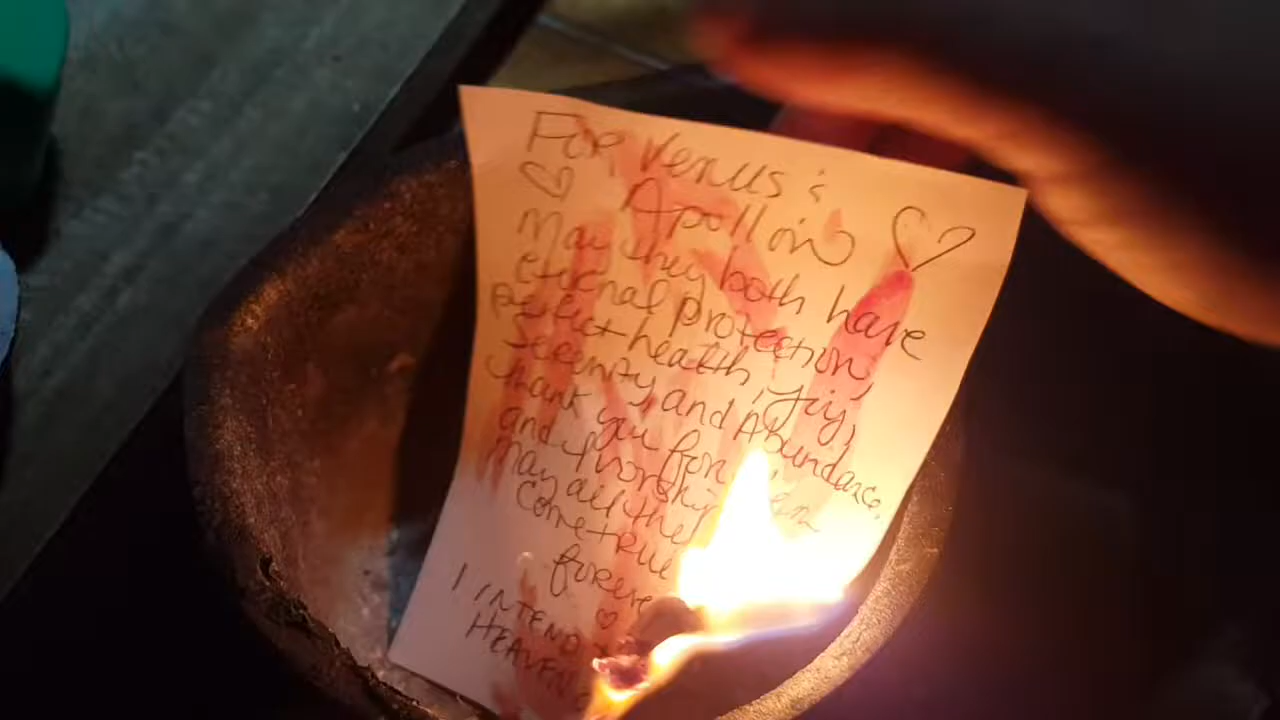 For Venus &
Apollon
May they both have
eternal protection,
perfect health, Joy,
Serenity, and Abundance.
Thank you for
and worship
May all the
come true
forever
I INTEND
HEAVEN